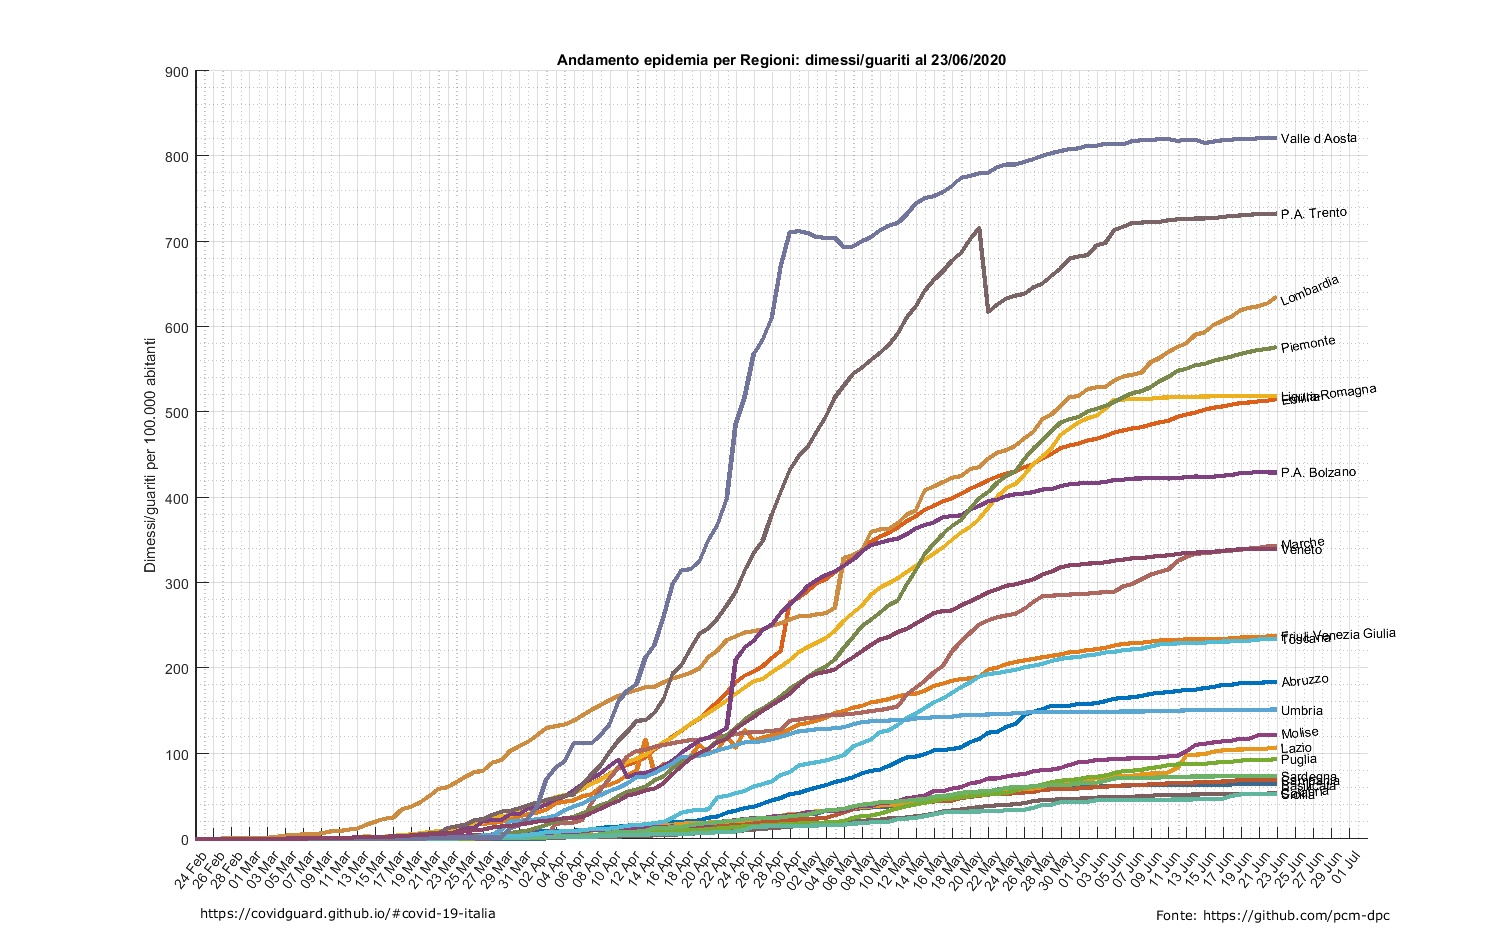 Andamento epidemia per Regioni: dimessi/guariti al 23/06/2020
Dimessi/guariti per 100.000 abitanti
900
800
700
600
500
400
300
200
100
0
Valle d Aosta
P.A. Trento
Lombardia
Piemonte
Liguria
Emilia-Romagna
P.A. Bolzano
Marche
Veneto
Friuli Venezia Giulia
Toscana
Abruzzo
Umbria
Molise
Lazio
Puglia
Sardegna
Campania
Basilicata
Sicilia
24 Feb
26 Feb
28 Feb
01 Mar
03 Mar
05 Mar
07 Mar
09 Mar
11 Mar
13 Mar
15 Mar
17 Mar
19 Mar
21 Mar
23 Mar
25 Mar
27 Mar
29 Mar
31 Mar
02 Apr
04 Apr
06 Apr
08 Apr
10 Apr
12 Apr
14 Apr
16 Apr
18 Apr
20 Apr
22 Apr
24 Apr
26 Apr
28 Apr
30 Apr
02 May
04 May
06 May
08 May
10 May
12 May
14 May
16 May
18 May
20 May
22 May
24 May
26 May
28 May
30 May
01 Jun
03 Jun
05 Jun
07 Jun
09 Jun
11 Jun
13 Jun
15 Jun
17 Jun
19 Jun
21 Jun
23 Jun
25 Jun
27 Jun
29 Jun
01 Jul
https://covidguard.github.io/#covid-19-italia
Fonte: https://github.com/pcm-dpc